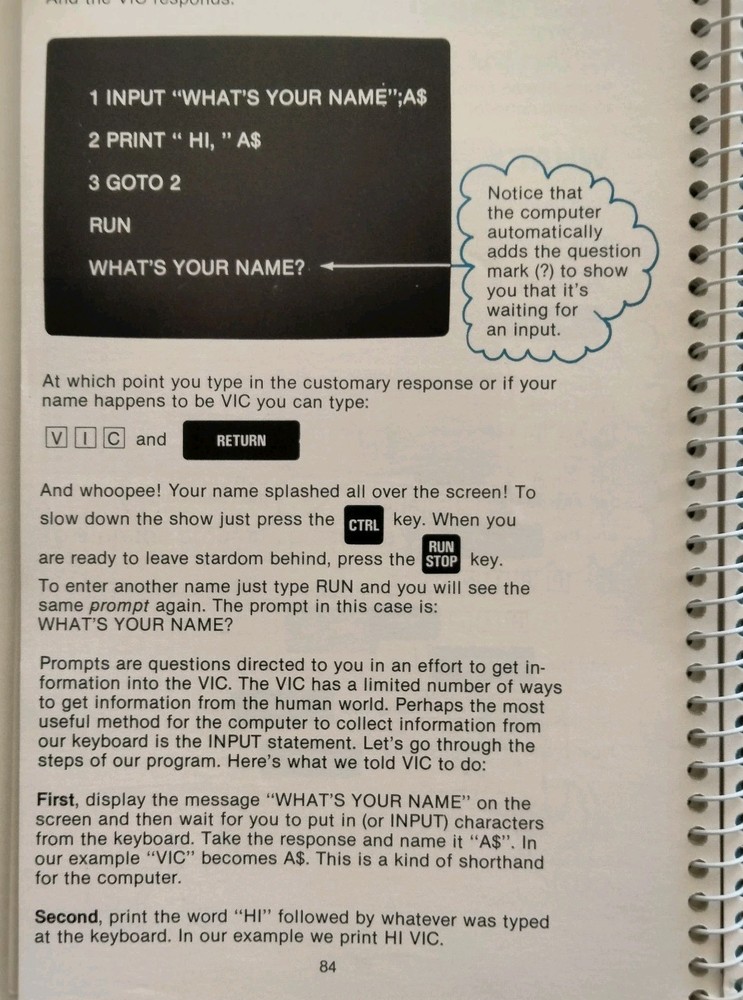 And the VIC responds:
1 INPUT “WHAT’S YOUR NAME”;A$
2 PRINT “ HI, ” A$
3 GOTO 2
RUN
WHAT’S YOUR NAME?
Notice that
the computer
automatically
adds the question
mark (?) to show
you that it’s
waiting for
an input.
At which point you type in the customary response or if your
name happens to be VIC you can type:
V I C and RETURN
And whoopee! Your name splashed all over the screen! To
slow down the show just press the CTRL key. When you
are ready to leave stardom behind, press the RUN STOP key.
To enter another name just type RUN and you will see the
same prompt again. The prompt in this case is:
WHAT’S YOUR NAME?
Prompts are questions directed to you in an effort to get in-
formation into the VIC. The VIC has a limited number of ways
to get information from the human world. Perhaps the most
useful method for the computer to collect information from
our keyboard is the INPUT statement. Let’s go through the
steps of our program. Here’s what we told VIC to do:
First, display the message “WHAT’S YOUR NAME” on the
screen and then wait for you to put in (or INPUT) characters
from the keyboard. Take the response and name it “A$”. In
our example “VIC” becomes A$. This is a kind of shorthand
for the computer.
Second, print the word “HI” followed by whatever was typed
at the keyboard. In our example we print HI VIC.
84